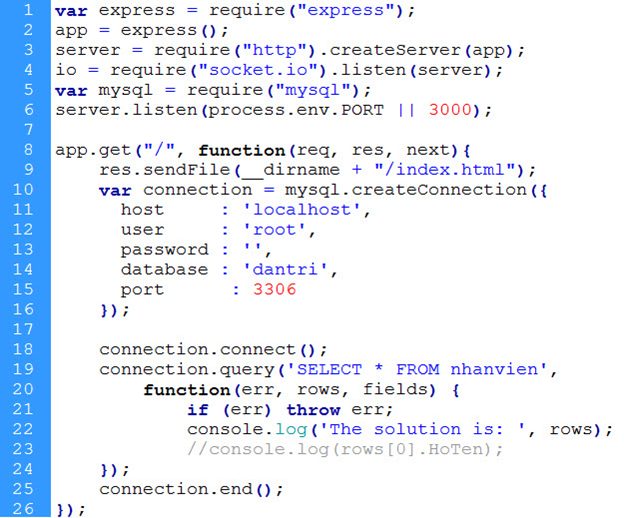 1 var express = require("express");
2 app = express();
3 server = require("http").createServer(app);
4 io = require("socket.io").listen(server);
5 var mysql = require("mysql");
6 server.listen(process.env.PORT || 3000);
7
8 app.get("/", function(req, res, next){
9     res.sendFile(__dirname + "/index.html");
10     var connection = mysql.createConnection({
11       host     : 'localhost',
12       user     : 'root',
13       password : '',
14       database : 'dantri',
15       port      : 3306
16     });
17
18     connection.connect();
19     connection.query('SELECT * FROM nhanvien',
20         function(err, rows, fields) {
21             if (err) throw err;
22             console.log('The solution is: ', rows);
23             //console.log(rows[0].HoTen);
24     });
25     connection.end();
26 });